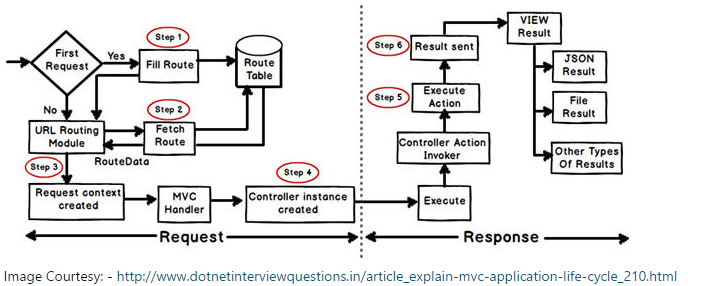 First
Request
Yes
Step 1
Fill Route
Route
Table
No
Step 2
Fetch
Route
URL Routing
Module
RouteData
Step 3
Request context
created
MVC
Handler
Step 4
Controller instance
created
Request
Step 6
Result sent
VIEW
Result
JSON
Result
Step 5
Execute
Action
File
Result
Controller Action
Invoker
Other Types
Of Results
Execute
Response
Image Courtesy: - http://www.dotnetinterviewquestions.in/article_explain-mvc-application-life-cycle_210.html